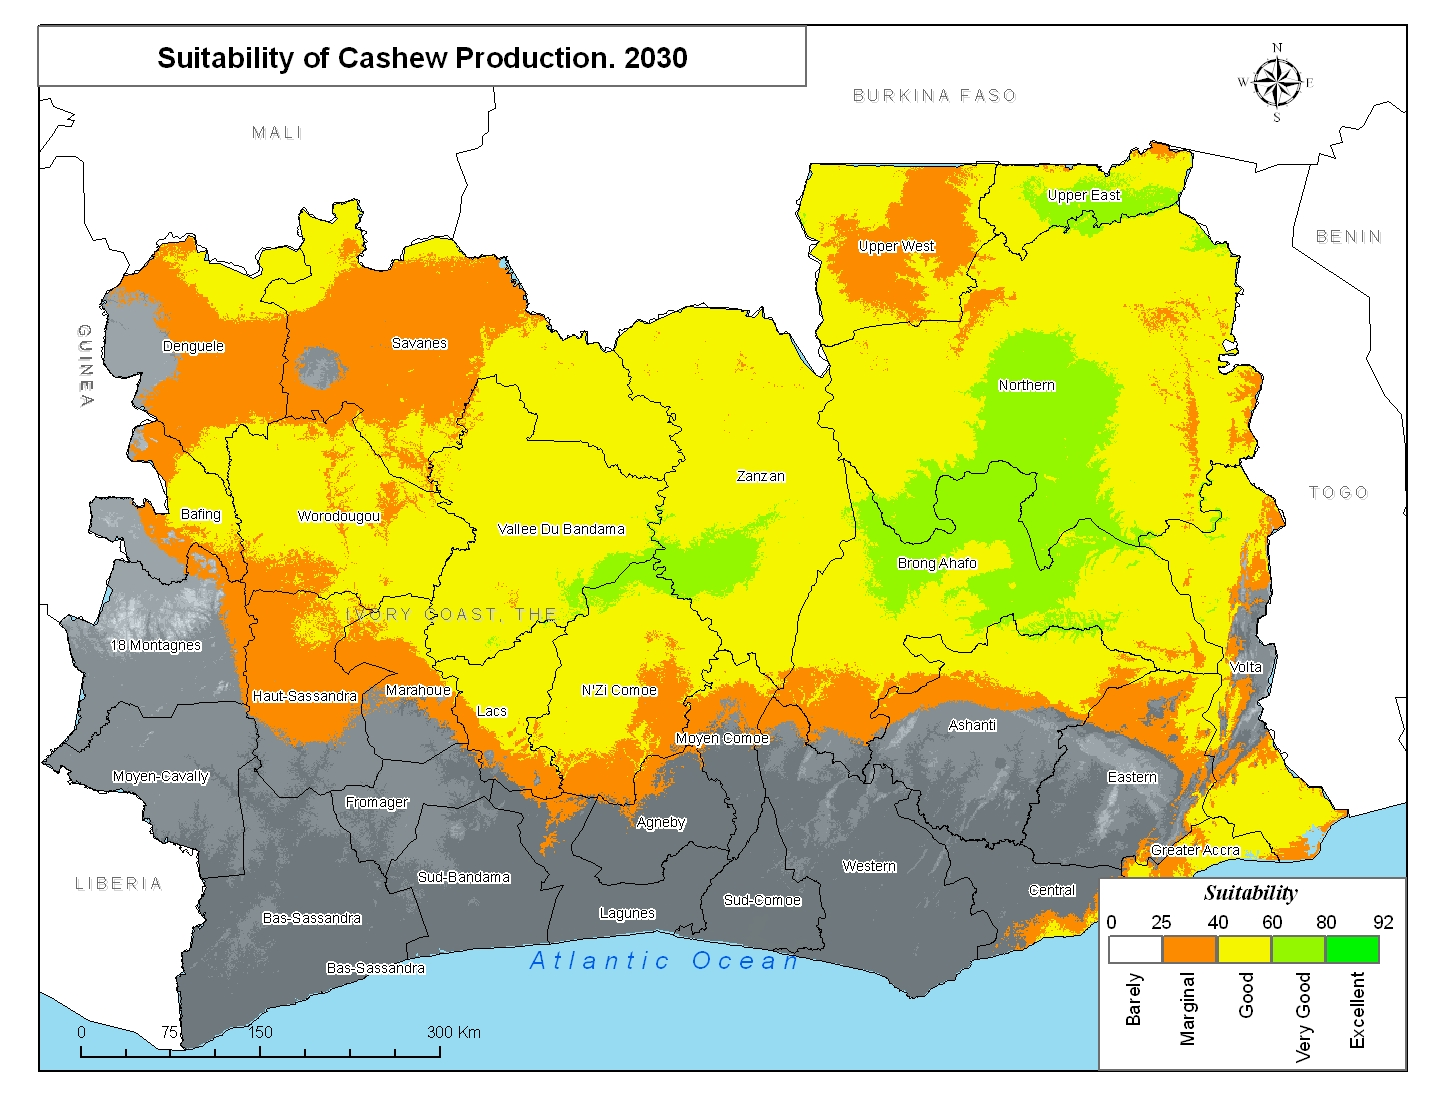 Suitability of Cashew Production. 2030
N
W E
S
BURKINA FASO
MALI
Upper East
BENIN
Upper West
GUINEA
Denguele
Savanes
Northern
Zanzan
TOGO
Bafing
Worodougou
Vallee Du Bandama
Brong Ahafo
IVORY COAST, THE
18 Montagnes
Volta
Haut-Sassandra
Marahoue
N'Zi Comoe
Lacs
Ashanti
Moyen Comoe
Moyen-Cavally
Eastern
Fromager
Agneby
Greater Accra
Western
Sud-Bandama
LIBERIA
Central
Sud-Comoe
Lagunes
Bas-Sassandra
Atlantic Ocean
Bas-Sassandra
Suitability
0 25 40 60 80 92
Barely
Marginal
Good
Very Good
Excellent
0 75 150 300 Km